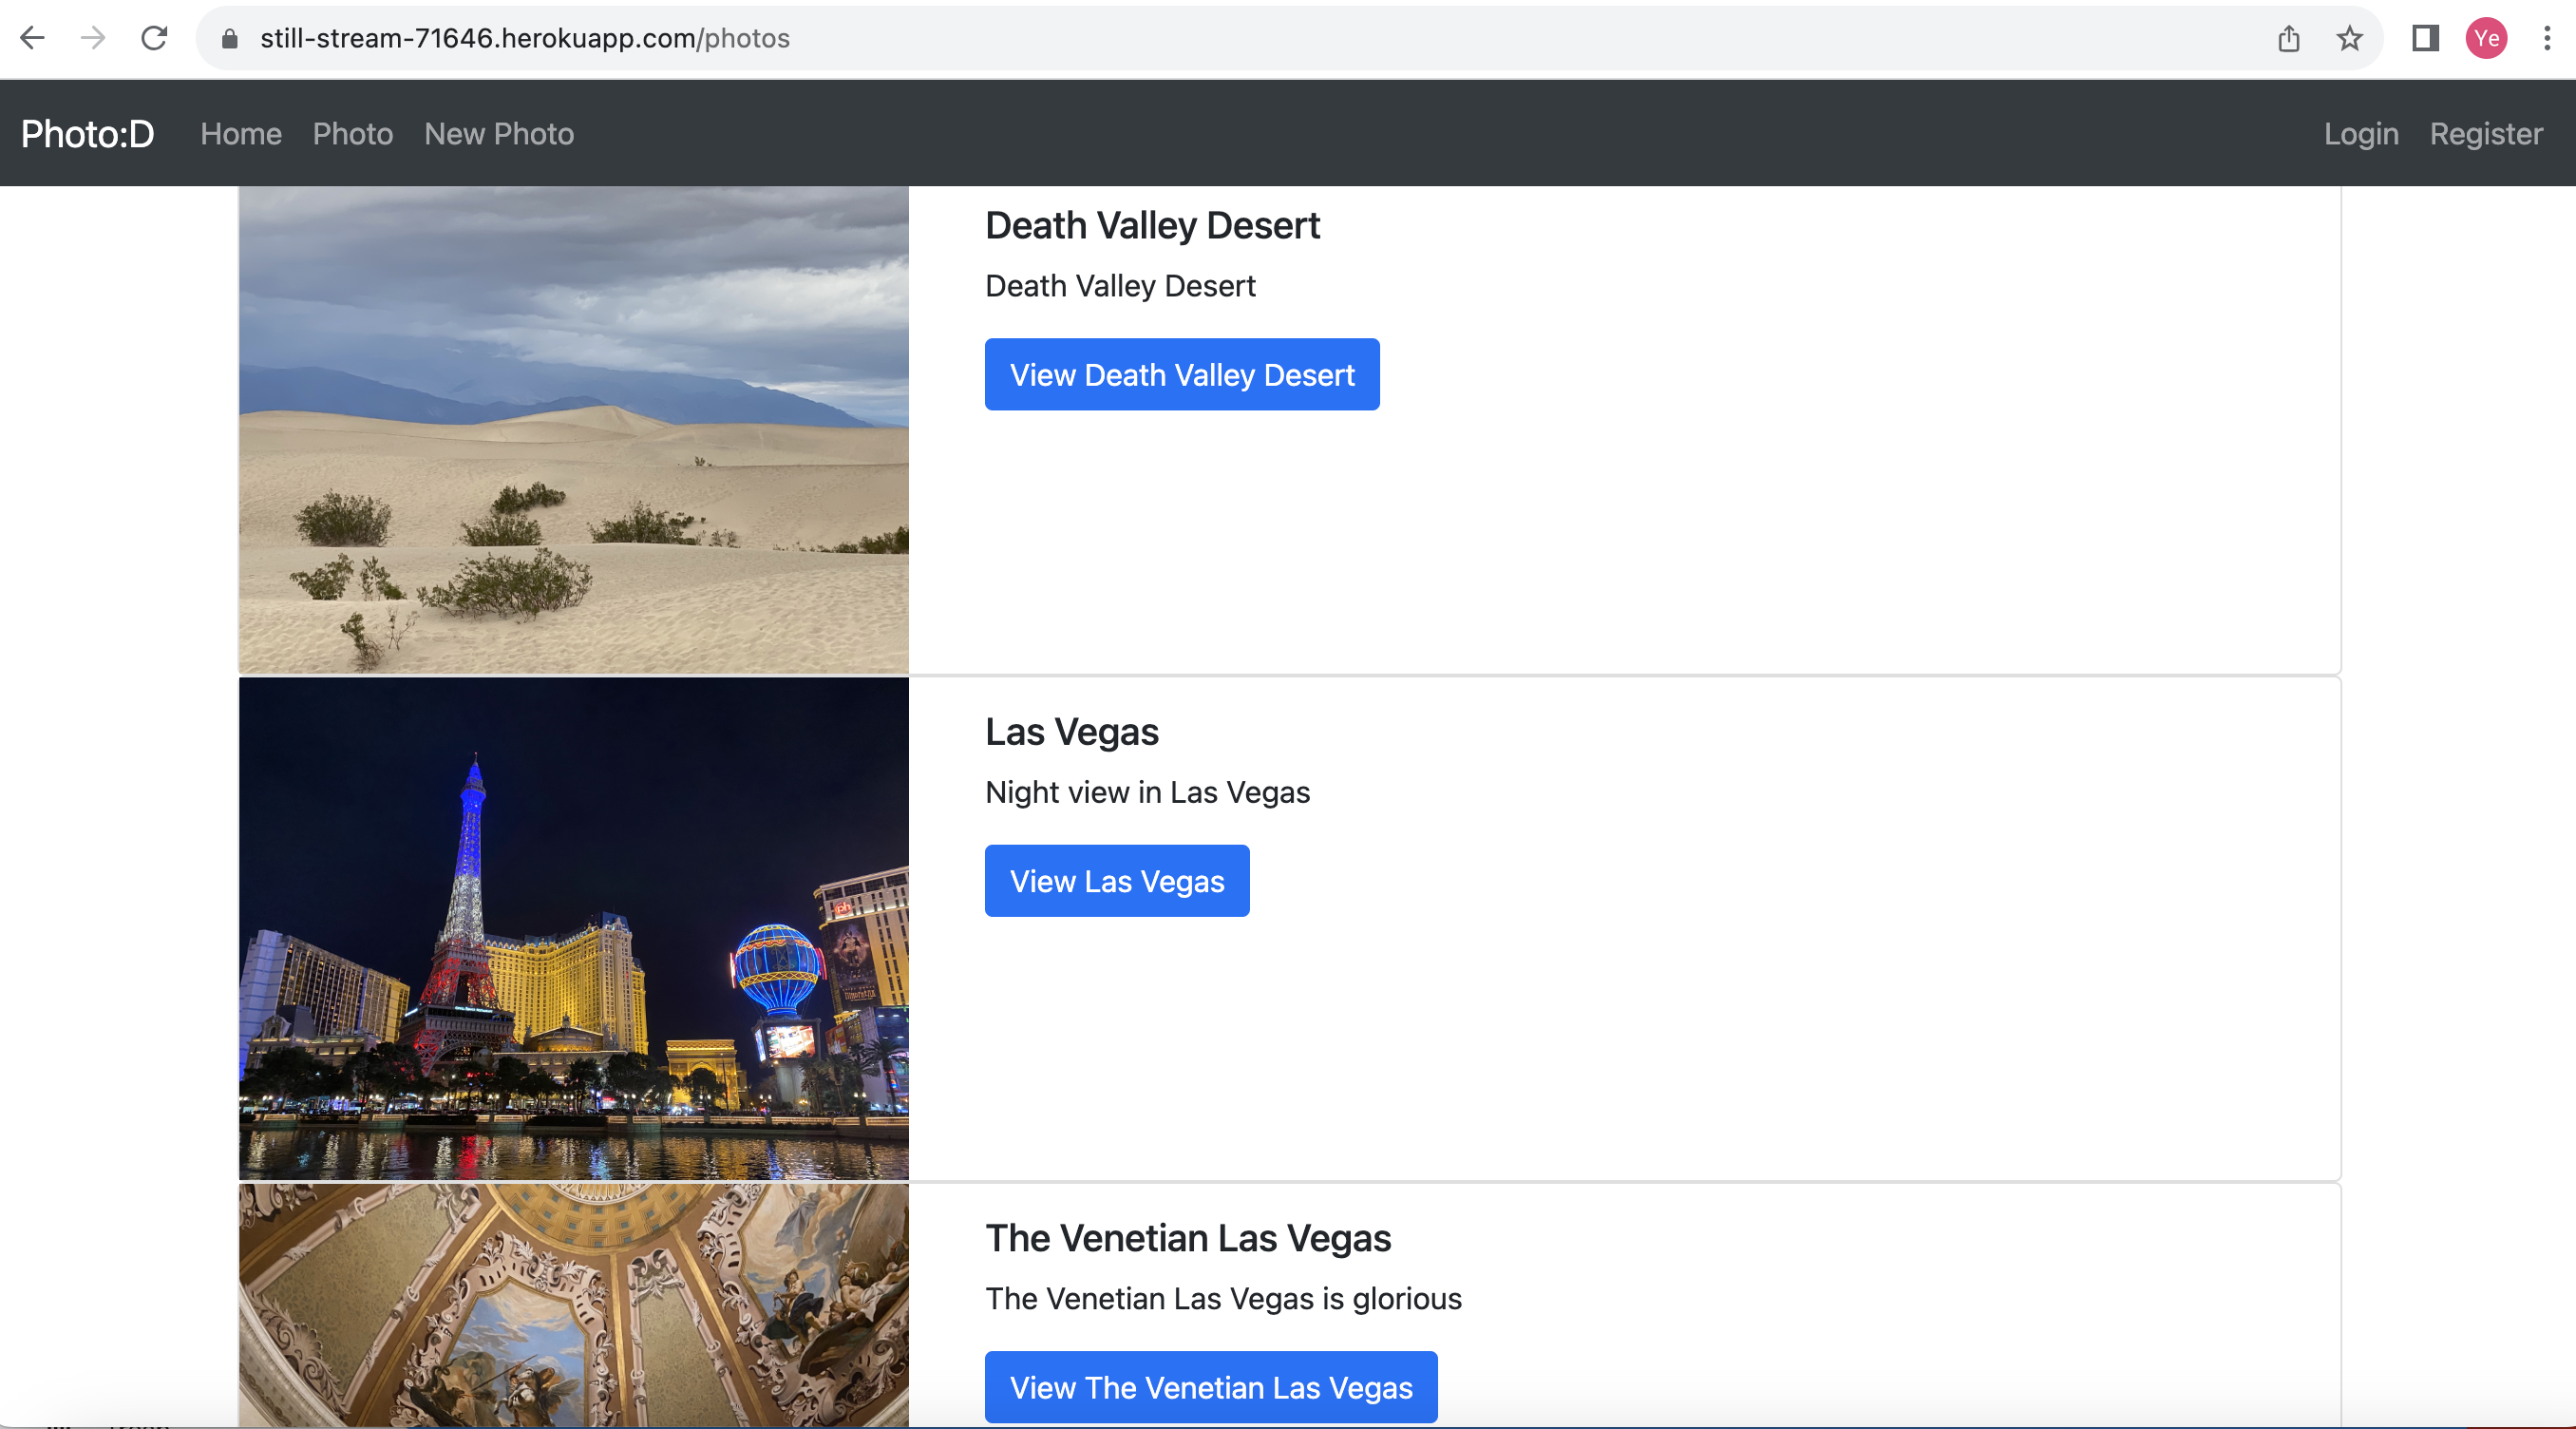 still-stream-71646.herokuapp.com/photos
Ye
Photo:D Home Photo New Photo Login Register
Death Valley Desert
Death Valley Desert
View Death Valley Desert
Las Vegas
Night view in Las Vegas
View Las Vegas
ph
The Venetian Las Vegas
The Venetian Las Vegas is glorious
View The Venetian Las Vegas